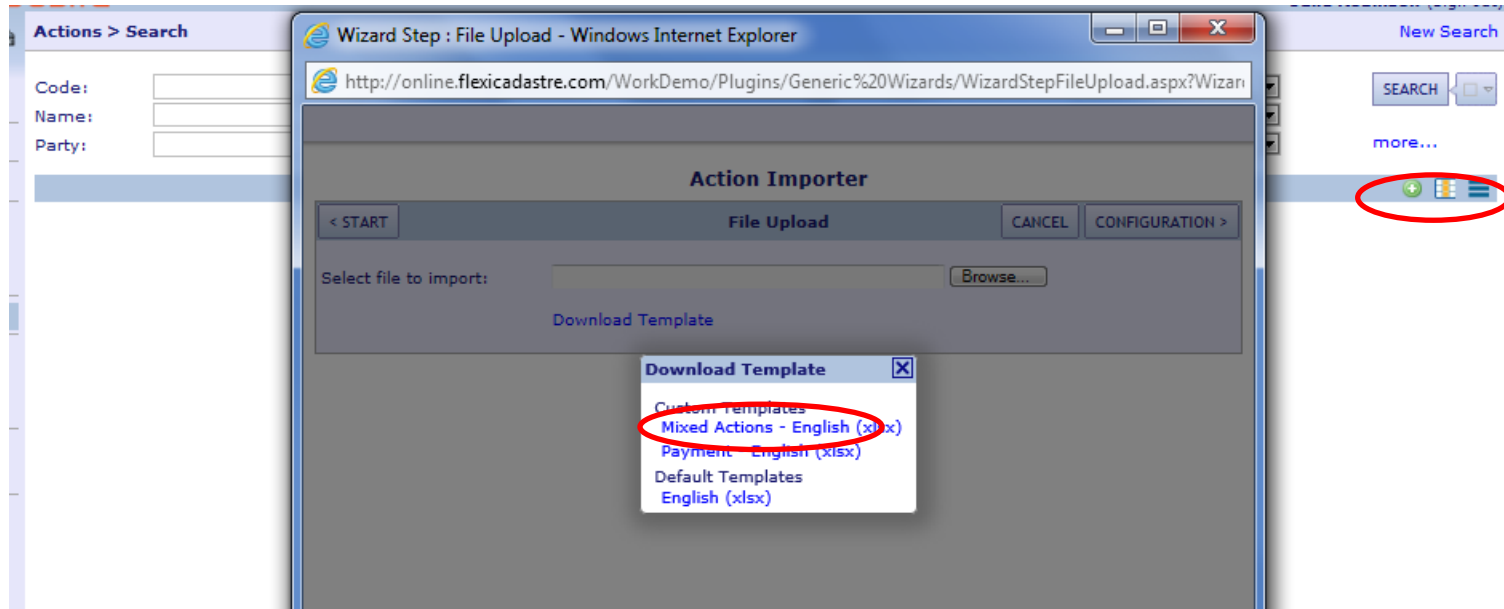 Actions > Search
New Search
Code:
Name:
Party:
SEARCH
more...
Wizard Step : File Upload - Windows Internet Explorer
http://online.flexicadastre.com/WorkDemo/Plugins/Generic%20Wizards/WizardStepFileUpload.aspx?Wizar
Action Importer
< START
File Upload
CANCEL
CONFIGURATION >
Select file to import:
Browse...
Download Template
Download Template
Custom Templates
Mixed Actions - English (xlsx)
Payment - English (xlsx)
Default Templates
English (xlsx)